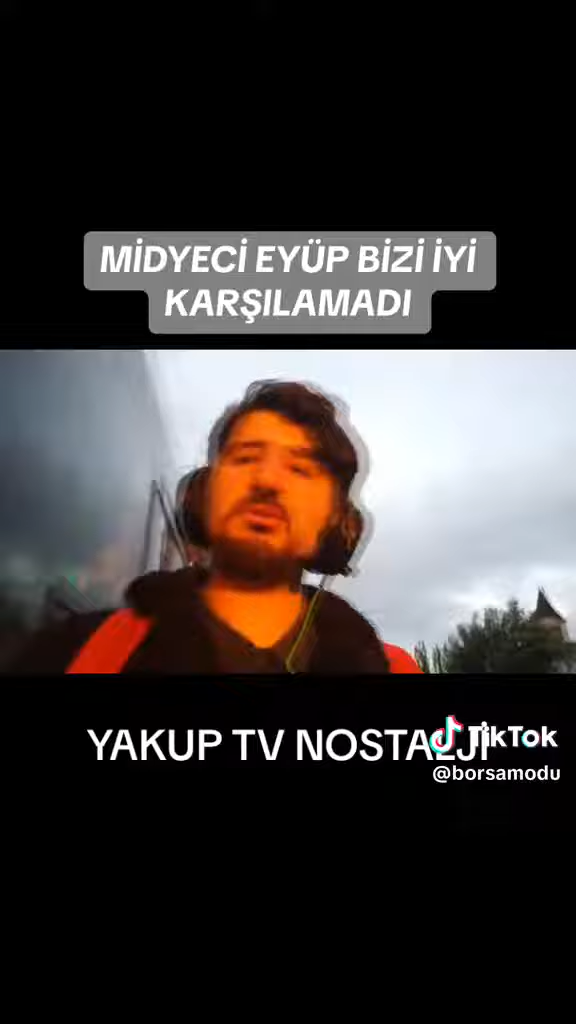 MİDYECİ EYÜP BİZİ İYİ
KARŞILAMADI
YAKUP TV NOSTALJİ
TikTok
@borsamodu